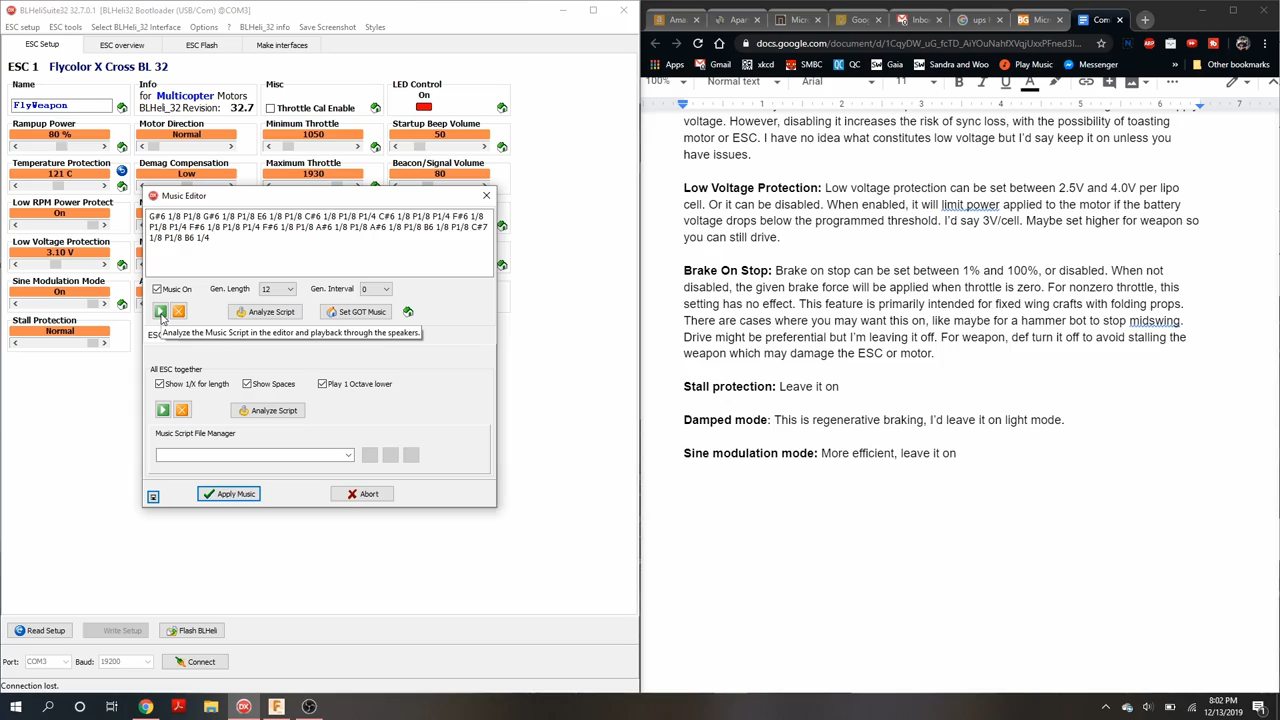 BLHeliSuite32 32.7.0.1 [BLHeli_32 Bootloader (USB/Com) @COM3]
ESC setup ESC tools Select BLHeli_32 Interface Options ? BLHeli_32 info Save Screenshot Styles
ESC Setup ESC overview ESC Flash Make interfaces
ESC 1 Flycolor X Cross BL 32
Name Info Misc LED Control
for Multicopter Motors On
FlyWeapon BLHeli_32 Revision: 32.7 Throttle Cal Enable
Rampup Power Motor Direction Minimum Throttle Startup Beep Volume
80 % Normal 1050 50
Temperature Protection Demag Compensation Maximum Throttle Beacon/Signal Volume
121 C Low 1930 80
Low RPM Power Protect
On
Low Voltage Protection
3.10 V
Sine Modulation Mode
On
Stall Protection
Normal
Music Editor
G#6 1/8 P1/8 G#6 1/8 P1/8 E6 1/8 P1/8 C#6 1/8 P1/8 P1/4 C#6 1/8 P1/8 P1/4 F#6 1/8
P1/8 P1/4 F#6 1/8 P1/8 P1/4 F#6 1/8 P1/8 A#6 1/8 P1/8 A#6 1/8 P1/8 B6 1/8 P1/8 C#7
1/8 P1/8 B6 1/4
Music On Gen. Length 12 Gen. Interval 0
Analyze Script Set GOT Music
Analyze the Music Script in the editor and playback through the speakers.
ESC
All ESC together
Show 1/X for length Show Spaces Play 1 Octave lower
Analyze Script
Music Script File Manager
Apply Music Abort
Read Setup Write Setup Flash BLHeli
Port: COM3 Baud: 19200 Connect
Connection lost.
Ama Apar Micr Goo Inbo ups h Micr Com
docs.google.com/document/d/1CqyDW_uG_fcTD_AiYOuNahfXVqjUxxPFned3l...
Apps Gmail xkcd SMBC QC Gaia Sandra and Woo Play Music Messenger Other bookmarks
100% Normal text Arial 11
1 2 3 4 5 6 7
voltage. However, disabling it increases the risk of sync loss, with the possibility of toasting
motor or ESC. I have no idea what constitutes low voltage but I'd say keep it on unless you
have issues.
Low Voltage Protection: Low voltage protection can be set between 2.5V and 4.0V per lipo
cell. Or it can be disabled. When enabled, it will limit power applied to the motor if the battery
voltage drops below the programmed threshold. I'd say 3V/cell. Maybe set higher for weapon so
you can still drive.
Brake On Stop: Brake on stop can be set between 1% and 100%, or disabled. When not
disabled, the given brake force will be applied when throttle is zero. For nonzero throttle, this
setting has no effect. This feature is primarily intended for fixed wing crafts with folding props.
There are cases where you may want this on, like maybe for a hammer bot to stop midswing.
Drive might be preferential but I'm leaving it off. For weapon, def turn it off to avoid stalling the
weapon which may damage the ESC or motor.
Stall protection: Leave it on
Damped mode: This is regenerative braking, I'd leave it on light mode.
Sine modulation mode: More efficient, leave it on
8:02 PM
12/13/2019